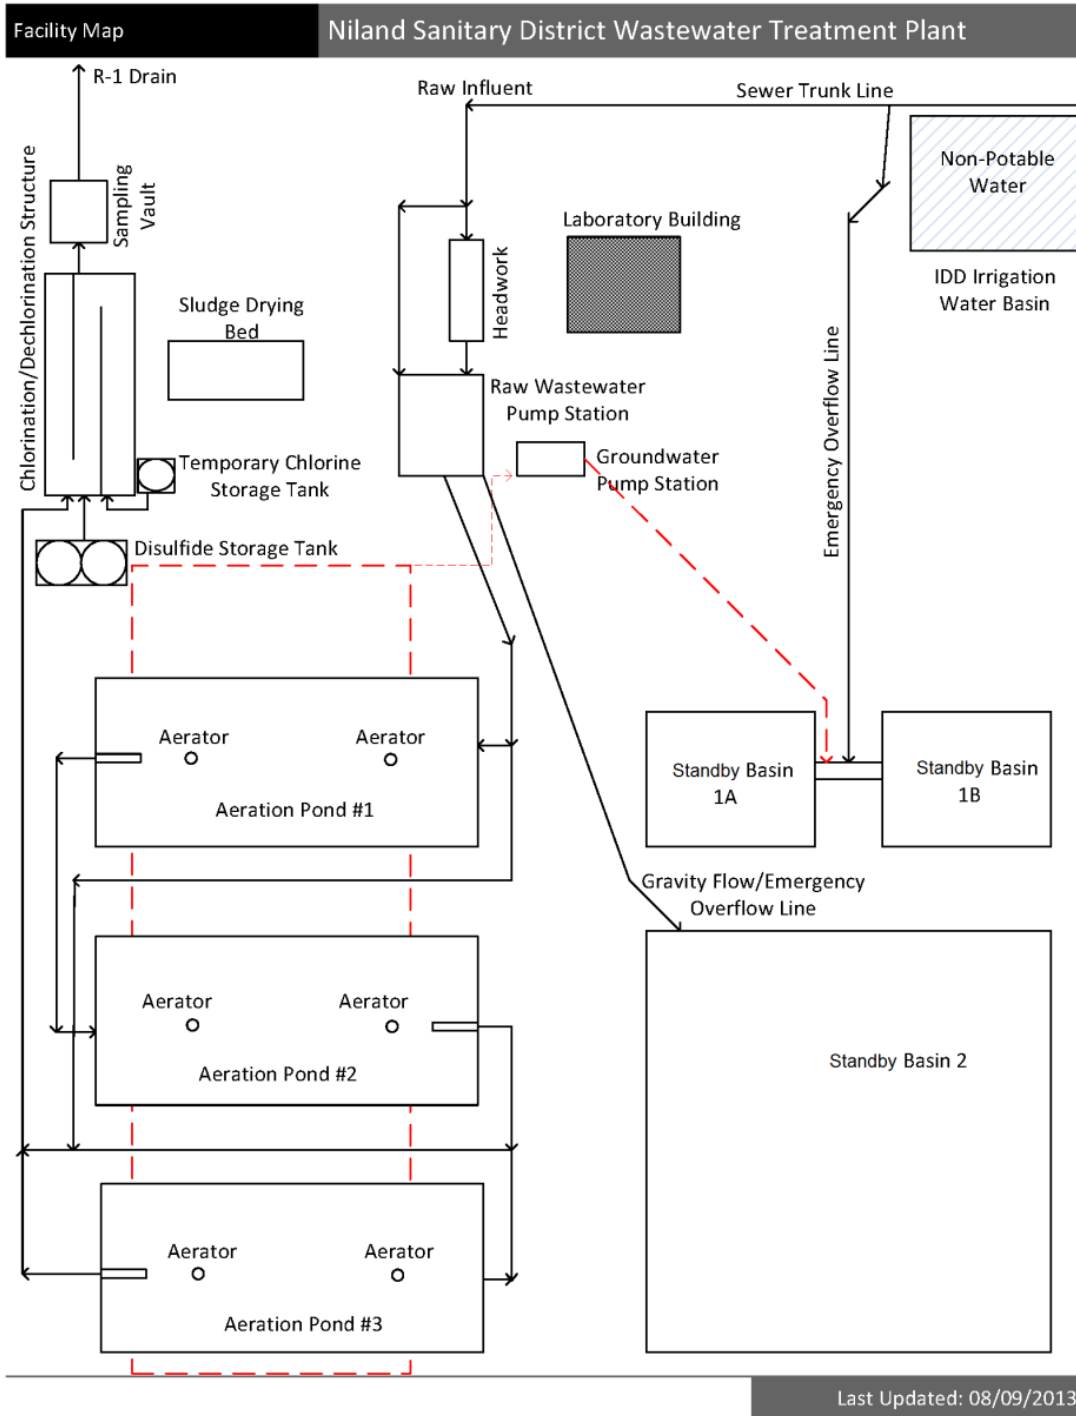 Facility Map
Niland Sanitary District Wastewater Treatment Plant
R-1 Drain
Raw Influent
Sewer Trunk Line
Non-Potable
Water
IDD Irrigation
Water Basin
Chlorination/Dechlorination Structure
Sampling
Vault
Laboratory Building
Headwork
Sludge Drying
Bed
Emergency Overflow Line
Raw Wastewater
Pump Station
Temporary Chlorine
Storage Tank
Groundwater
Pump Station
Disulfide Storage Tank
Aerator
Aerator
Aeration Pond #1
Standby Basin
1A
Standby Basin
1B
Gravity Flow/Emergency
Overflow Line
Aerator
Aerator
Aeration Pond #2
Standby Basin 2
Aerator
Aerator
Aeration Pond #3
Last Updated: 08/09/2013